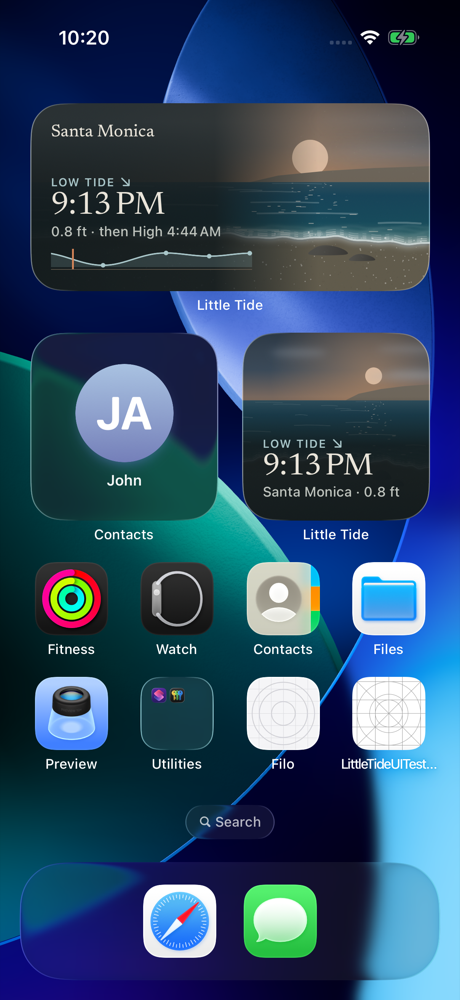 10:20
Santa Monica
LOW TIDE ↘
9:13 PM
0.8 ft · then High 4:44 AM
Little Tide
JA
John
Contacts
LOW TIDE ↘
9:13 PM
Santa Monica · 0.8 ft
Little Tide
Fitness
Watch
Contacts
Files
Preview
Utilities
Filo
LittleTideUITest...
Search